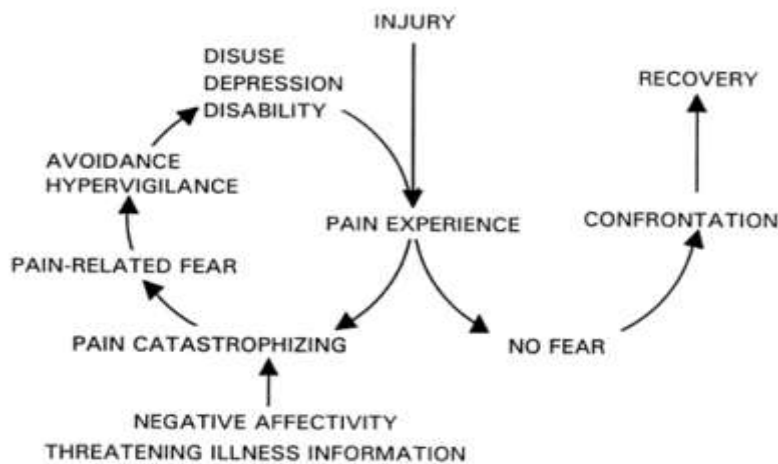 INJURY
DISUSE
DEPRESSION
DISABILITY
RECOVERY
AVOIDANCE
HYPERVIGILANCE
PAIN EXPERIENCE
CONFRONTATION
PAIN-RELATED FEAR
PAIN CATASTROPHIZING
NO FEAR
NEGATIVE AFFECTIVITY
THREATENING ILLNESS INFORMATION